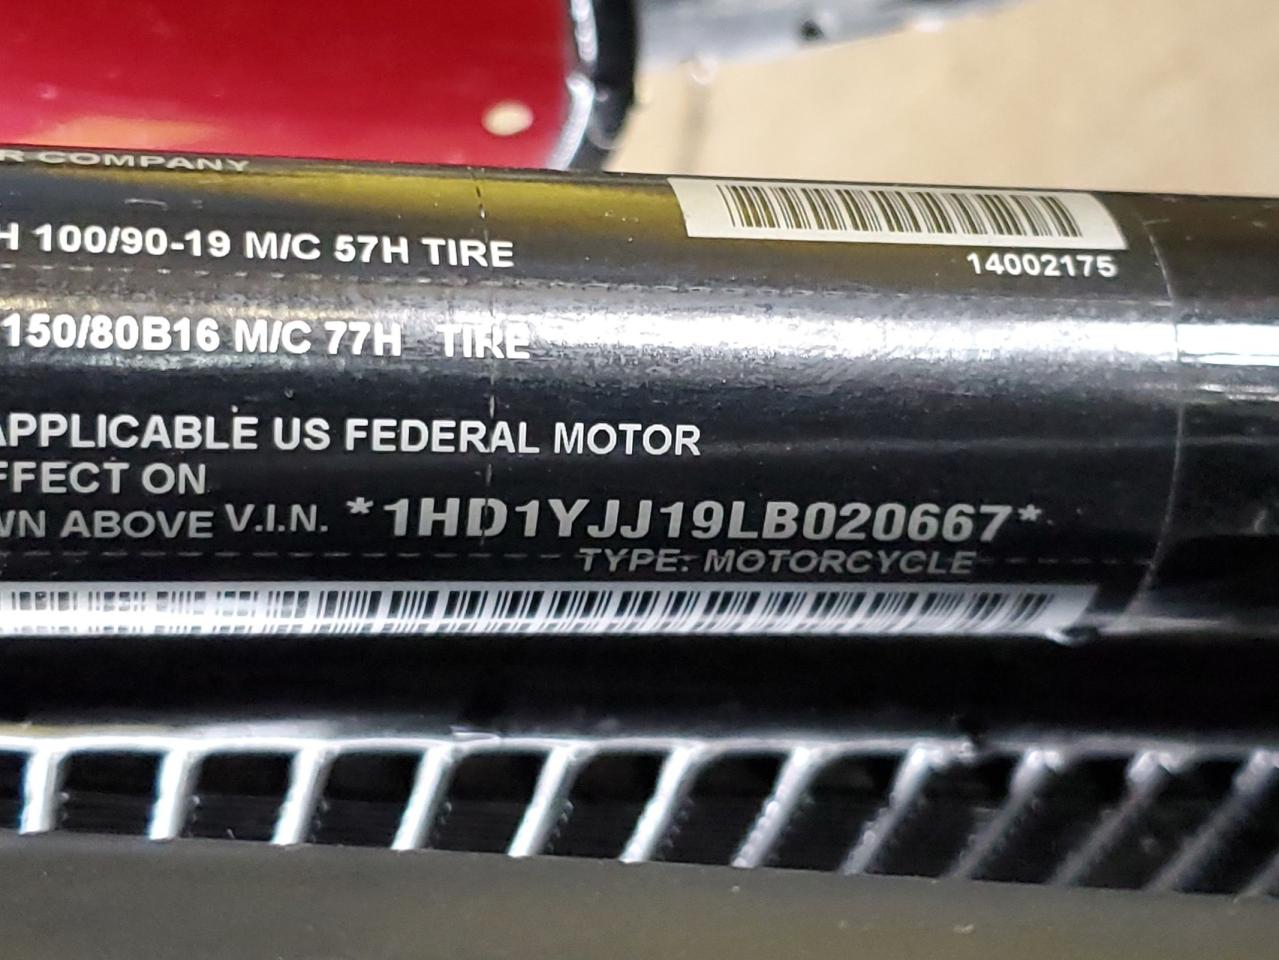 R COMPANY
H 100/90-19 M/C 57H TIRE
14002175
150/80B16 M/C 77H TIRE
APPLICABLE US FEDERAL MOTOR
FFECT ON
WN ABOVE V.I.N. *1HD1YJJ19LB020667*
TYPE: MOTORCYCLE